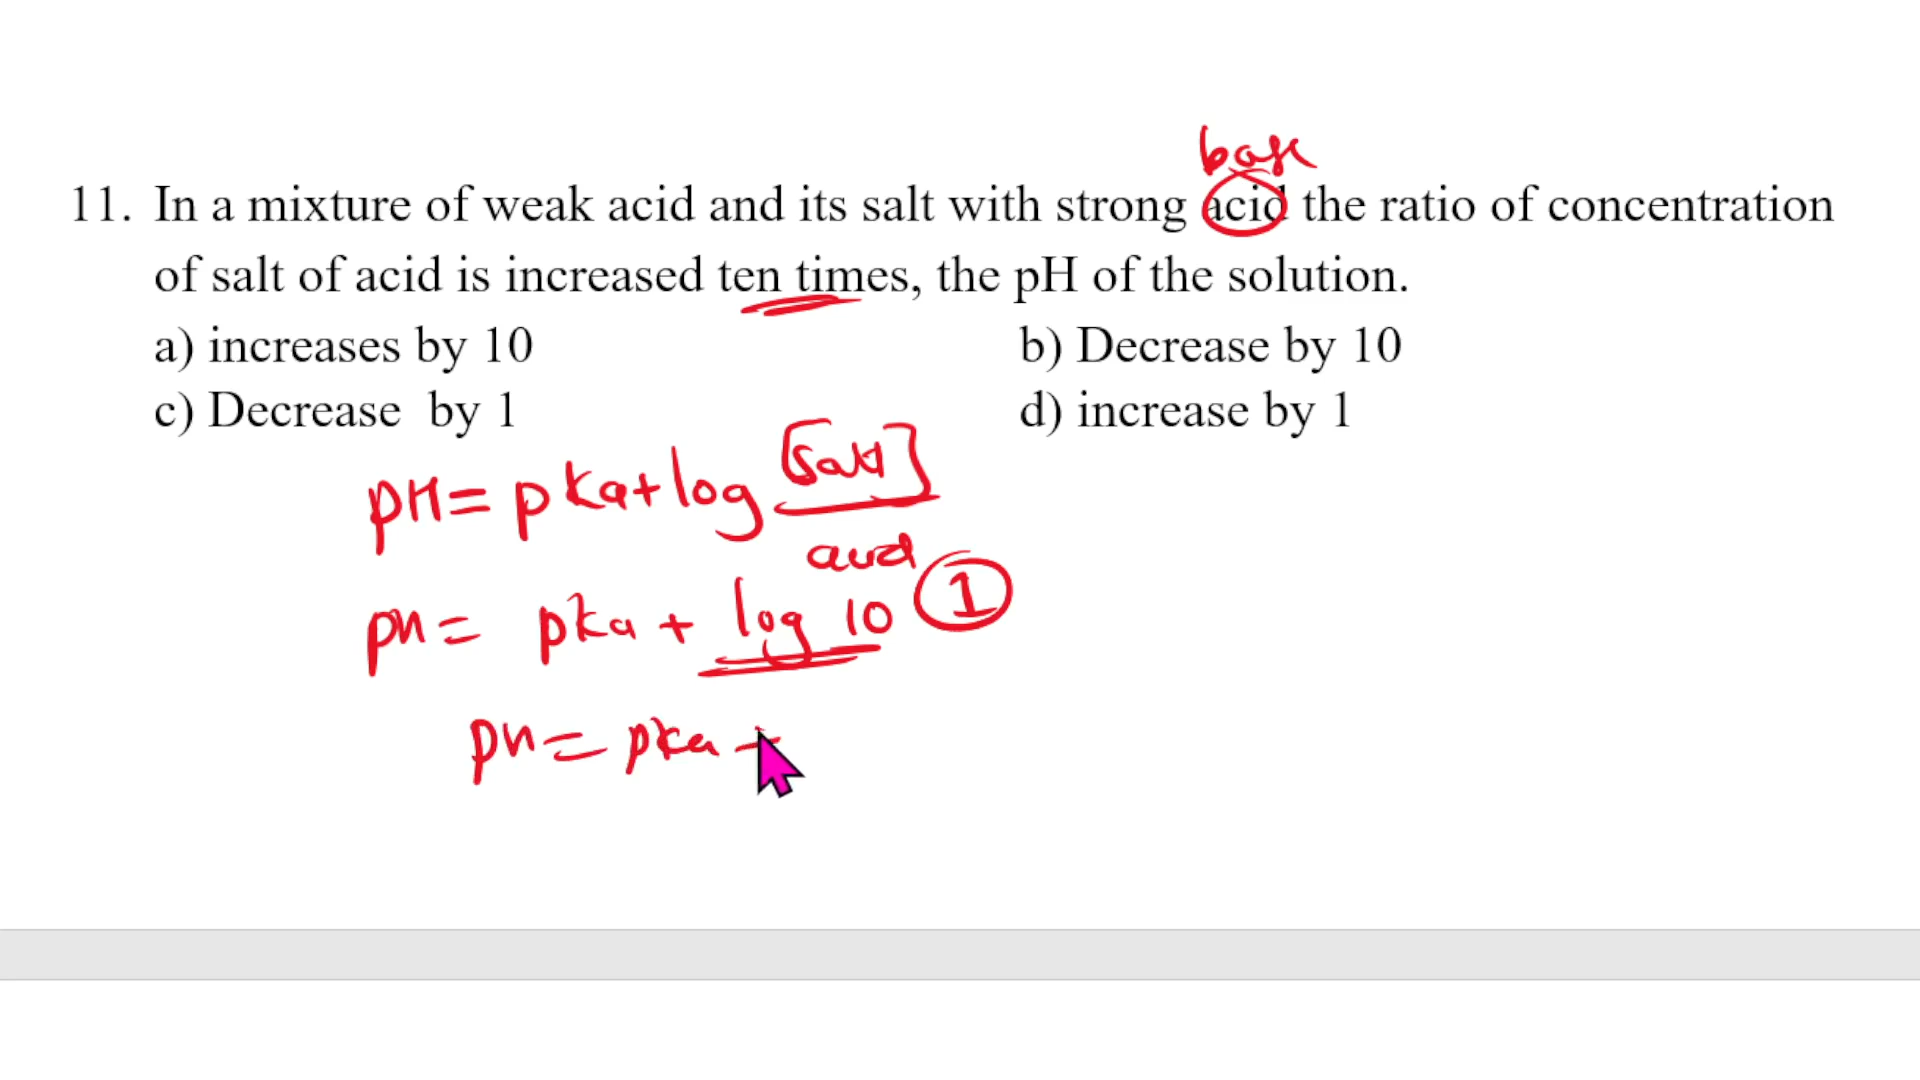 base
11. In a mixture of weak acid and its salt with strong acid the ratio of concentration
of salt of acid is increased ten times, the pH of the solution.
a) increases by 10 b) Decrease by 10
c) Decrease by 1 d) increase by 1
pH = pka + log [salt]
acid
pH = pka + log 10 1
pH = pka +